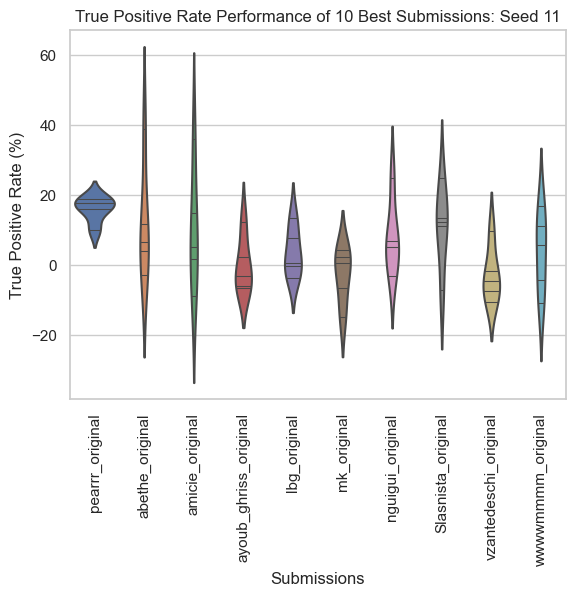 True Positive Rate Performance of 10 Best Submissions: Seed 11
True Positive Rate (%)
60
40
20
0
−20
pearrr_original
abethe_original
amicie_original
ayoub_ghriss_original
lbg_original
mk_original
nguigui_original
Slasnista_original
vzantedeschi_original
wwwwmmmm_original
Submissions